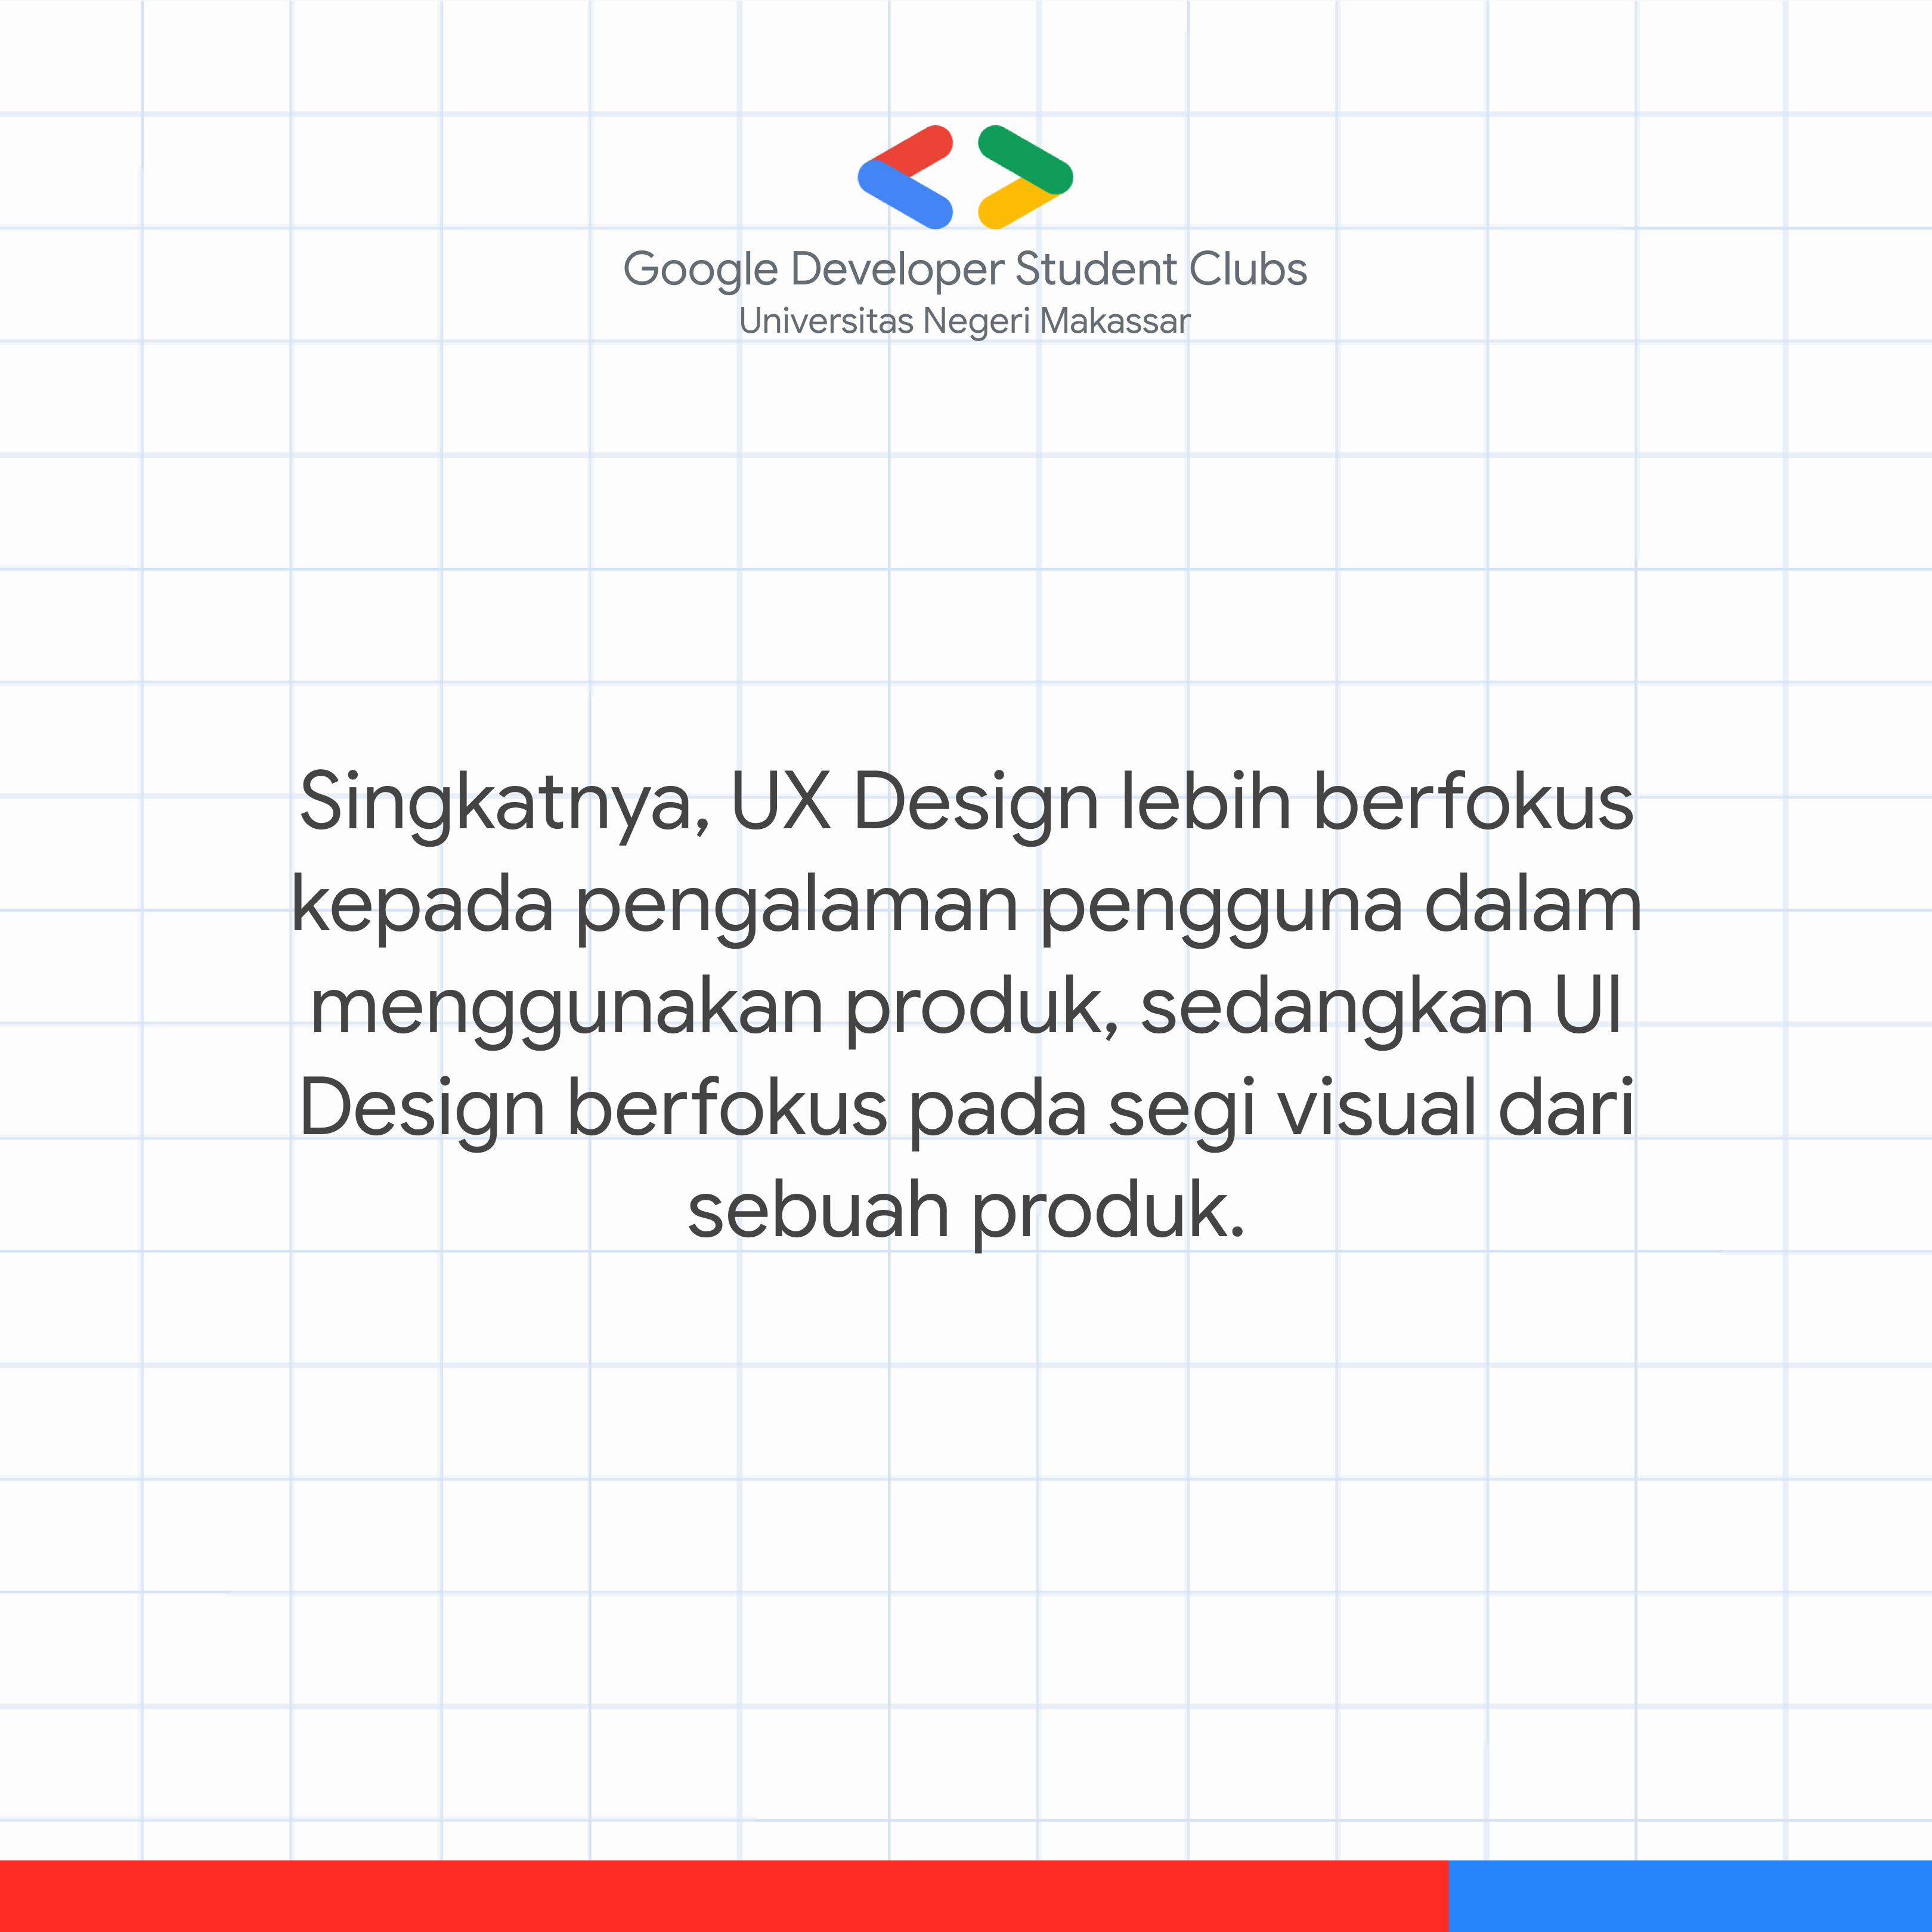 Google Developer Student Clubs
Universitas Negeri Makassar
Singkatnya, UX Design lebih berfokus
kepada pengalaman pengguna dalam
menggunakan produk, sedangkan UI
Design berfokus pada segi visual dari
sebuah produk.